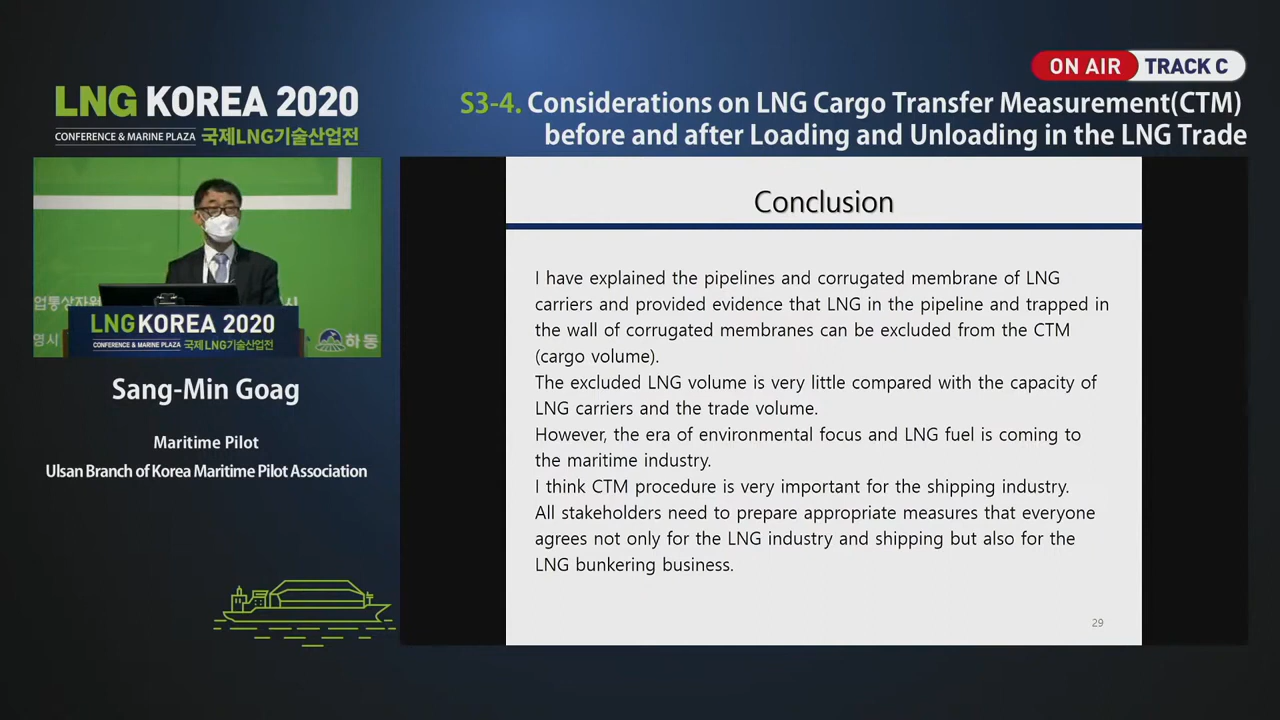 ON AIR TRACK C
LNG KOREA 2020
CONFERENCE & MARINE PLAZA 국제LNG기술산업전
S3-4. Considerations on LNG Cargo Transfer Measurement(CTM)
before and after Loading and Unloading in the LNG Trade
업통상자원
시
영시
하동
LNG KOREA 2020
CONFERENCE & MARINE PLAZA 국제LNG기술산업전
Sang-Min Goag
Maritime Pilot
Ulsan Branch of Korea Maritime Pilot Association
Conclusion
I have explained the pipelines and corrugated membrane of LNG
carriers and provided evidence that LNG in the pipeline and trapped in
the wall of corrugated membranes can be excluded from the CTM
(cargo volume).
The excluded LNG volume is very little compared with the capacity of
LNG carriers and the trade volume.
However, the era of environmental focus and LNG fuel is coming to
the maritime industry.
I think CTM procedure is very important for the shipping industry.
All stakeholders need to prepare appropriate measures that everyone
agrees not only for the LNG industry and shipping but also for the
LNG bunkering business.
29